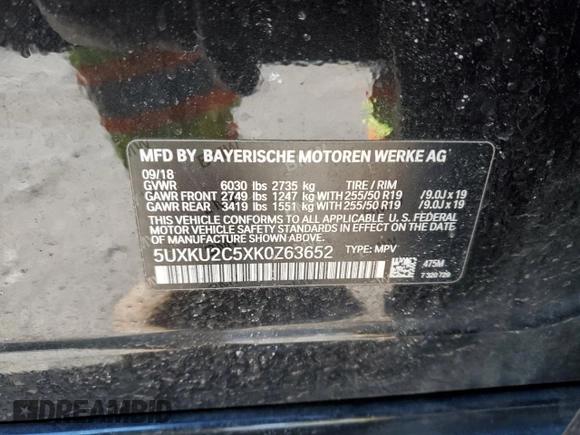 MFD BY BAYERISCHE MOTOREN WERKE AG
09/18
GVWR 6030 lbs 2735 kg TIRE / RIM
GAWR FRONT 2749 lbs 1247 kg WITH 255/50 R19 /9.0J x 19
GAWR REAR 3419 lbs 1551 kg WITH 255/50 R19 /9.0J x 19
THIS VEHICLE CONFORMS TO ALL APPLICABLE U. S. FEDERAL
MOTOR VEHICLE SAFETY STANDARDS IN EFFECT ON THE DATE
OF MANUFACTURE SHOWN ABOVE.
5UXKU2C5XK0Z63652 TYPE: MPV
475M
7 320 729
DREAMBID